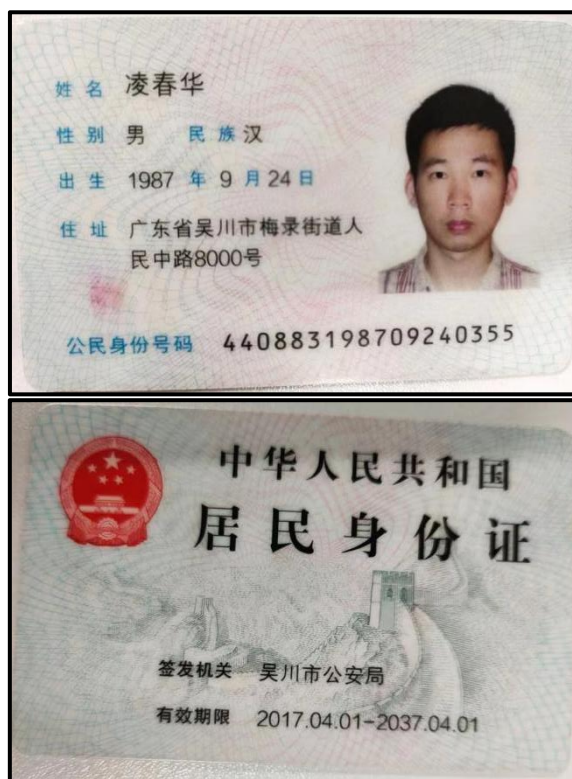 姓名 凌春华
性别 男 民族 汉
出生 1987 年 9 月 24 日
住址 广东省吴川市梅录街道人
民中路8000号
公民身份号码 440883198709240355
中华人民共和国
居民身份证
签发机关 吴川市公安局
有效期限 2017.04.01-2037.04.01